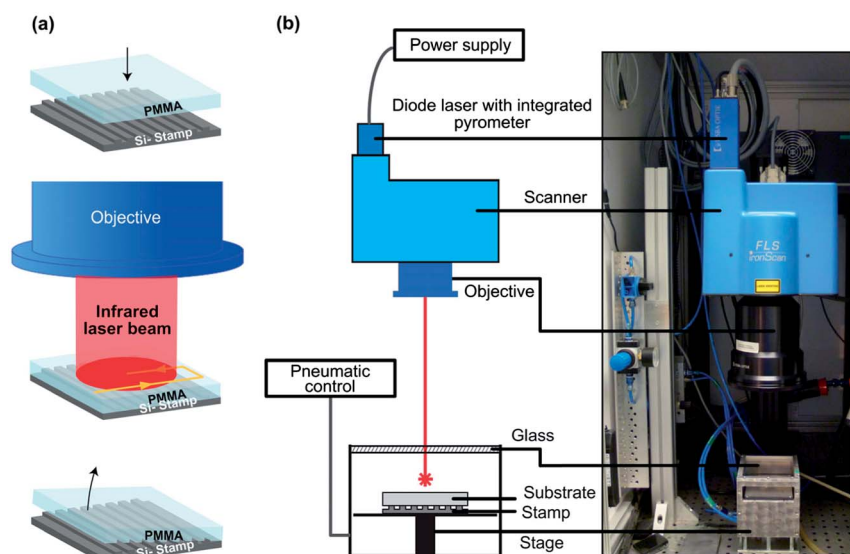 (a)
PMMA
Si- Stamp
Objective
Infrared
laser beam
PMMA
Si- Stamp
PMMA
Si- Stamp
(b)
Power supply
Diode laser with integrated
pyrometer
Scanner
FLS
IronScan
Objective
Pneumatic
control
Glass
Substrate
Stamp
Stage